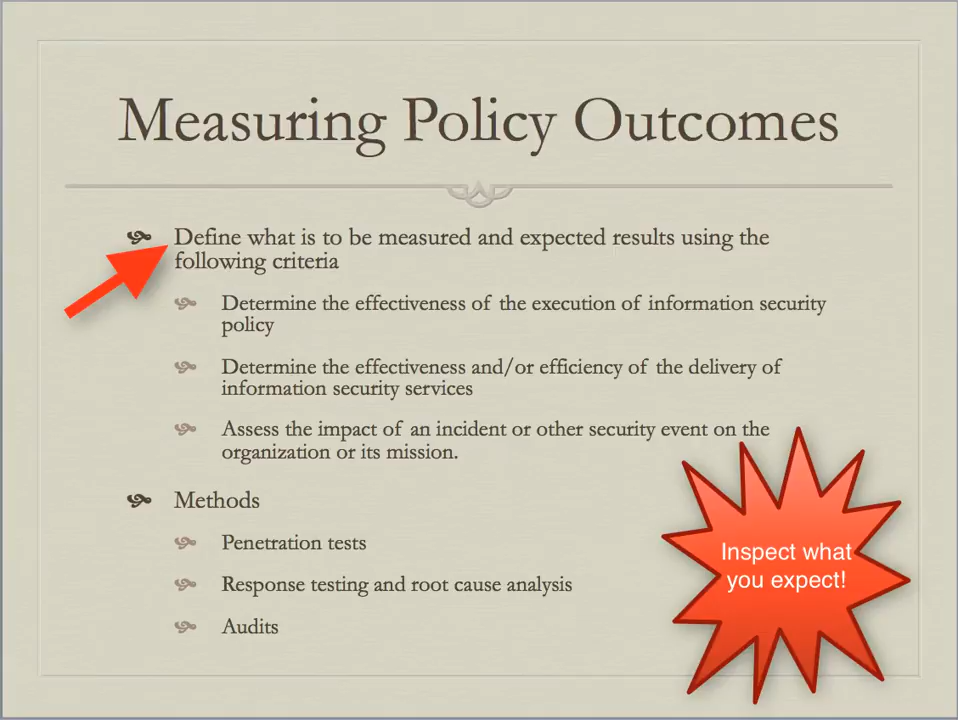 Measuring Policy Outcomes
Define what is to be measured and expected results using the
following criteria
Determine the effectiveness of the execution of information security
policy
Determine the effectiveness and/or efficiency of the delivery of
information security services
Assess the impact of an incident or other security event on the
organization or its mission.
Methods
Penetration tests
Response testing and root cause analysis
Audits
Inspect what
you expect!